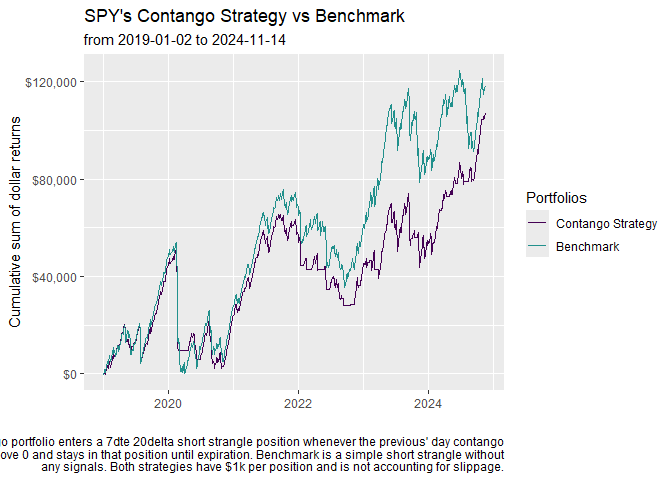 SPY's Contango Strategy vs Benchmark
from 2019-01-02 to 2024-11-14
Cumulative sum of dollar returns
$120,000
$80,000
$40,000
$0
2020
2022
2024
Portfolios
Contango Strategy
Benchmark
go portfolio enters a 7dte 20delta short strangle position whenever the previous' day contango
ove 0 and stays in that position until expiration. Benchmark is a simple short strangle without
any signals. Both strategies have $1k per position and is not accounting for slippage.